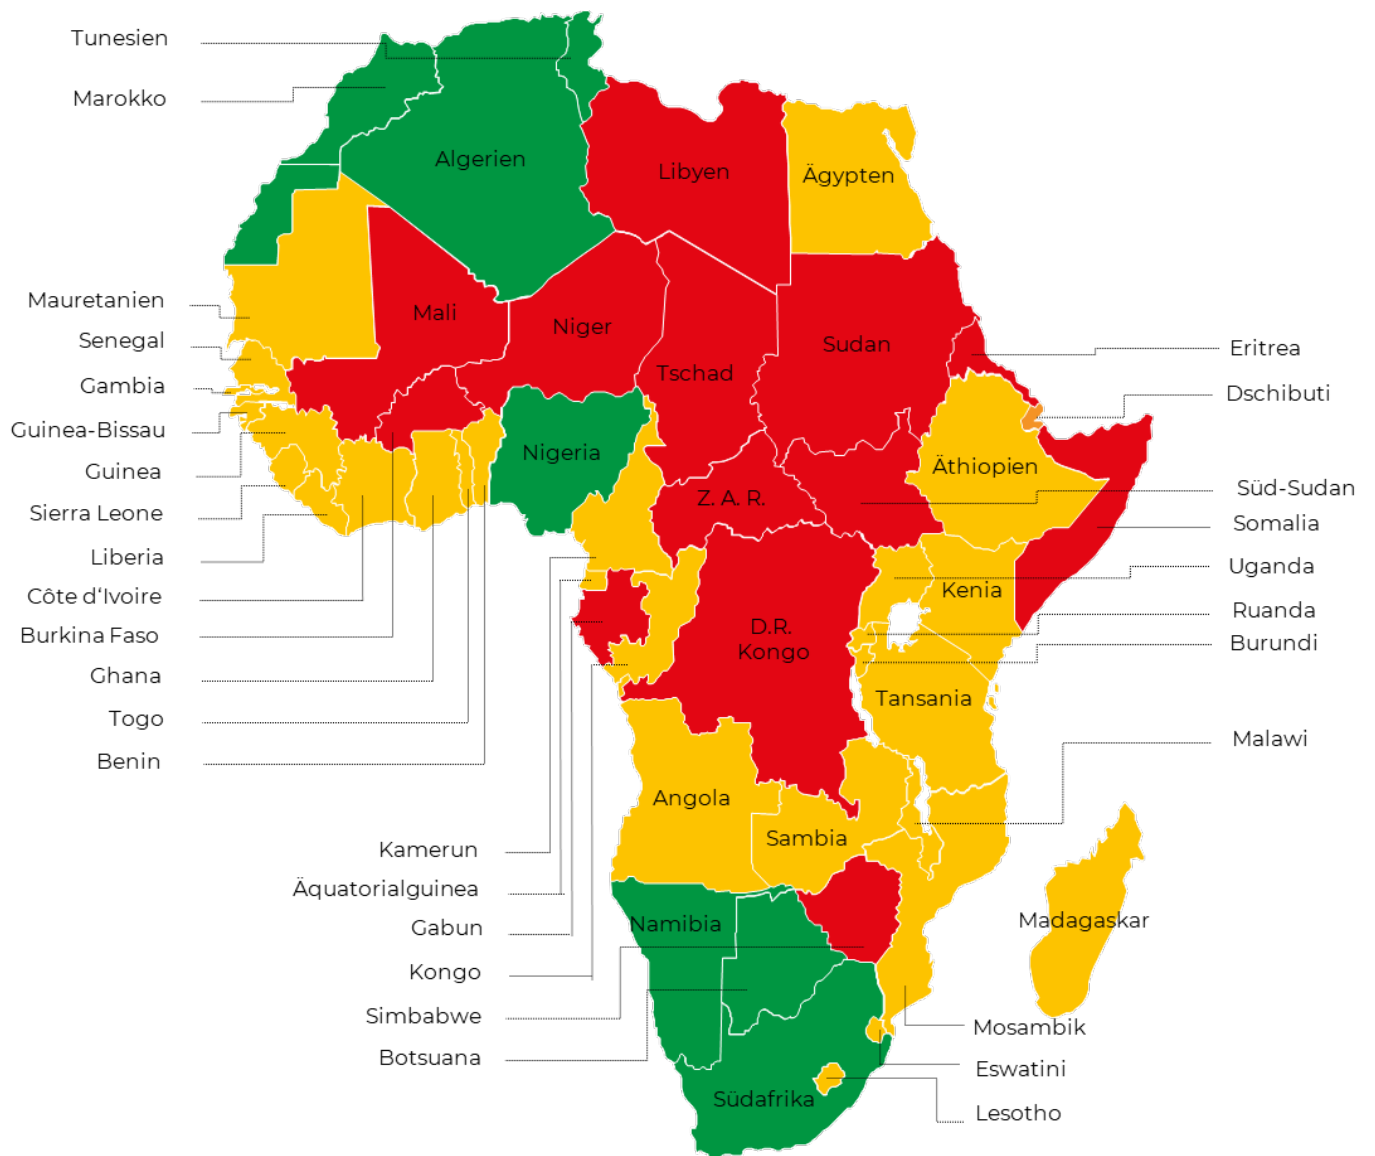 Tunesien
Marokko
Algerien
Libyen
Ägypten
Mauretanien
Senegal
Gambia
Guinea-Bissau
Guinea
Sierra Leone
Liberia
Côte d‘Ivoire
Burkina Faso
Ghana
Togo
Benin
Mali
Niger
Tschad
Sudan
Nigeria
Z. A. R.
Äthiopien
Eritrea
Dschibuti
Süd-Sudan
Somalia
Uganda
Ruanda
Burundi
Kenia
D.R.
Kongo
Tansania
Malawi
Angola
Sambia
Kamerun
Äquatorialguinea
Gabun
Kongo
Simbabwe
Botsuana
Namibia
Madagaskar
Mosambik
Eswatini
Südafrika
Lesotho